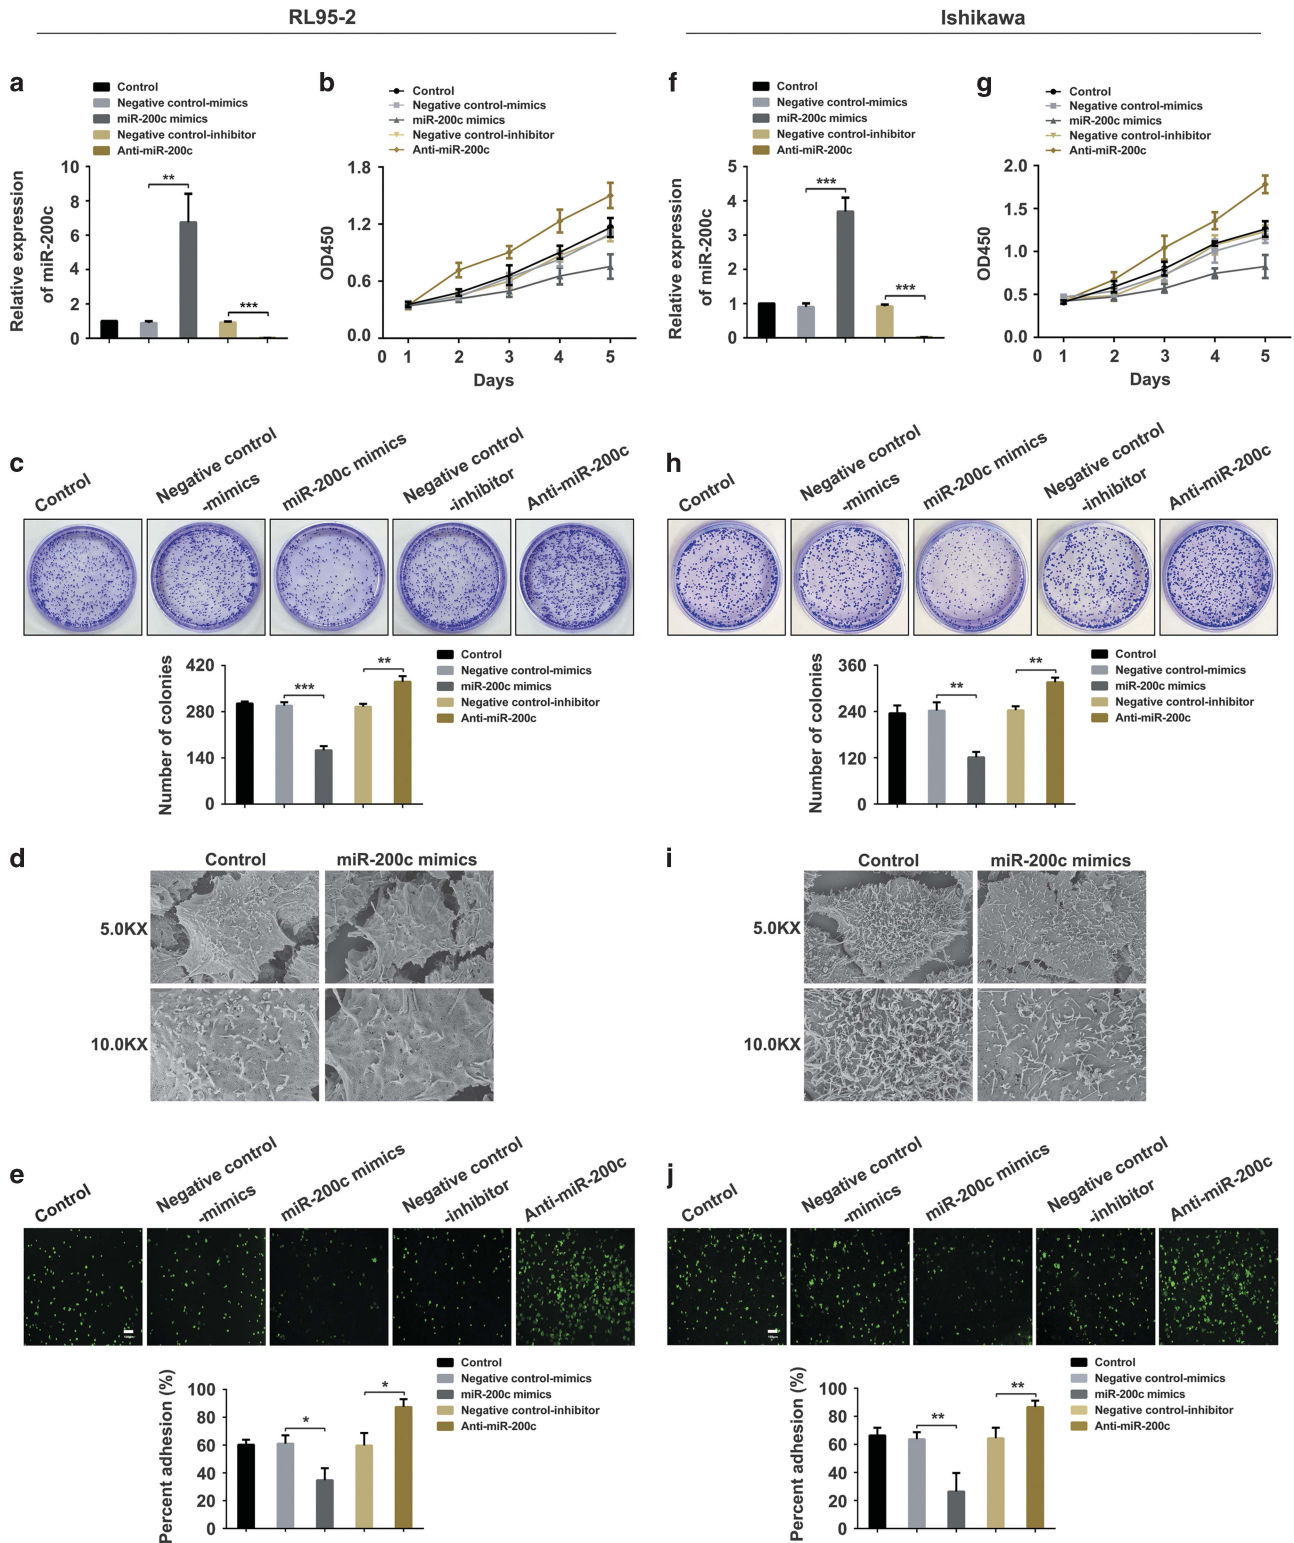 RL95-2
Ishikawa
a
Control
Negative control-mimics
miR-200c mimics
Negative control-inhibitor
Anti-miR-200c
Relative expression
of miR-200c
10
8
6
4
2
0
**
***
b
Control
Negative control-mimics
miR-200c mimics
Negative control-inhibitor
Anti-miR-200c
OD450
1.8
1.2
0.6
0.0
0 1 2 3 4 5
Days
f
Control
Negative control-mimics
miR-200c mimics
Negative control-inhibitor
Anti-miR-200c
Relative expression
of miR-200c
5
4
3
2
1
0
***
***
g
Control
Negative control-mimics
miR-200c mimics
Negative control-inhibitor
Anti-miR-200c
OD450
2.0
1.5
1.0
0.5
0.0
0 1 2 3 4 5
Days
c
Control
Negative control
-mimics
miR-200c mimics
Negative control
-inhibitor
Anti-miR-200c
Number of colonies
420
280
140
0
***
**
Control
Negative control-mimics
miR-200c mimics
Negative control-inhibitor
Anti-miR-200c
h
Control
Negative control
-mimics
miR-200c mimics
Negative control
-inhibitor
Anti-miR-200c
Number of colonies
360
240
120
0
**
**
Control
Negative control-mimics
miR-200c mimics
Negative control-inhibitor
Anti-miR-200c
d
Control miR-200c mimics
5.0KX
10.0KX
i
Control miR-200c mimics
5.0KX
10.0KX
e
Control
Negative control
-mimics
miR-200c mimics
Negative control
-inhibitor
Anti-miR-200c
Percent adhesion (%)
100
80
60
40
20
0
*
*
Control
Negative control-mimics
miR-200c mimics
Negative control-inhibitor
Anti-miR-200c
j
Control
Negative control
-mimics
miR-200c mimics
Negative control
-inhibitor
Anti-miR-200c
Percent adhesion (%)
100
80
60
40
20
0
**
**
Control
Negative control-mimics
miR-200c mimics
Negative control-inhibitor
Anti-miR-200c